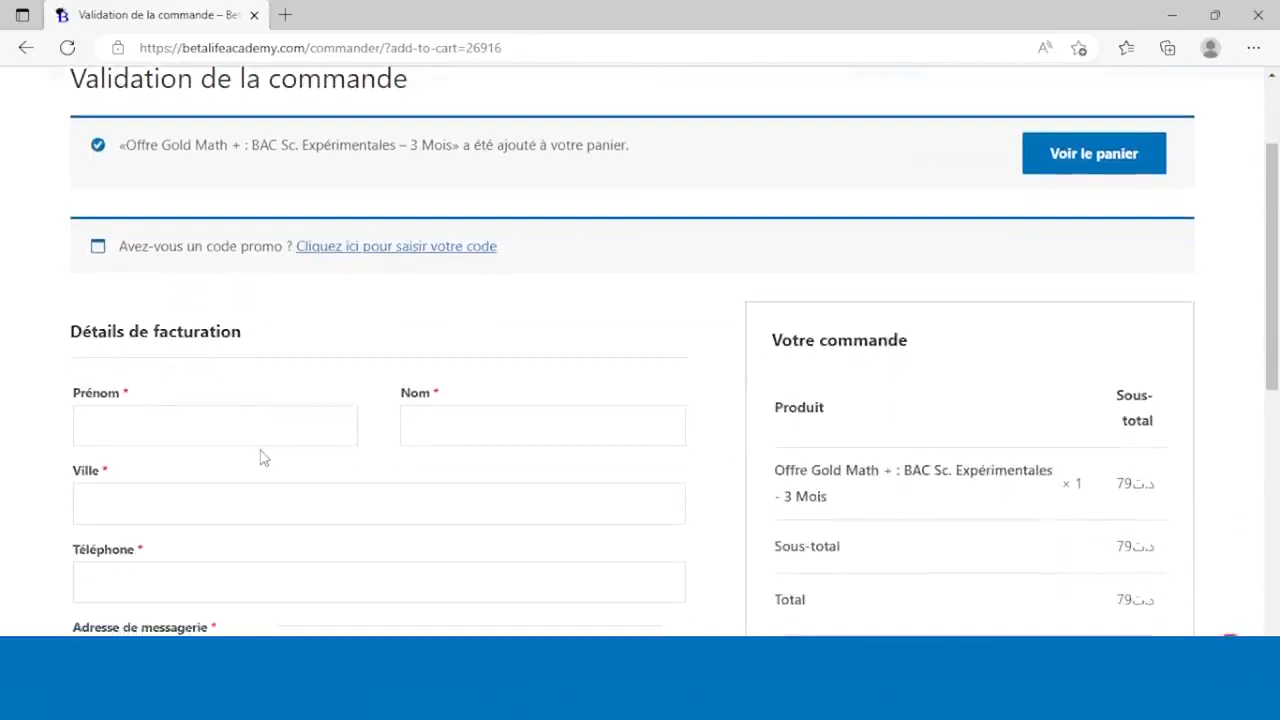 Validation de la commande – Bet
https://betalifeacademy.com/commander/?add-to-cart=26916
Validation de la commande
«Offre Gold Math + : BAC Sc. Expérimentales – 3 Mois» a été ajouté à votre panier.
Voir le panier
Avez-vous un code promo ? Cliquez ici pour saisir votre code
Détails de facturation
Prénom *
Nom *
Ville *
Téléphone *
Adresse de messagerie *
Votre commande
Produit
Sous-
total
Offre Gold Math + : BAC Sc. Expérimentales
- 3 Mois
× 1
79د.ت
Sous-total
79د.ت
Total
79د.ت